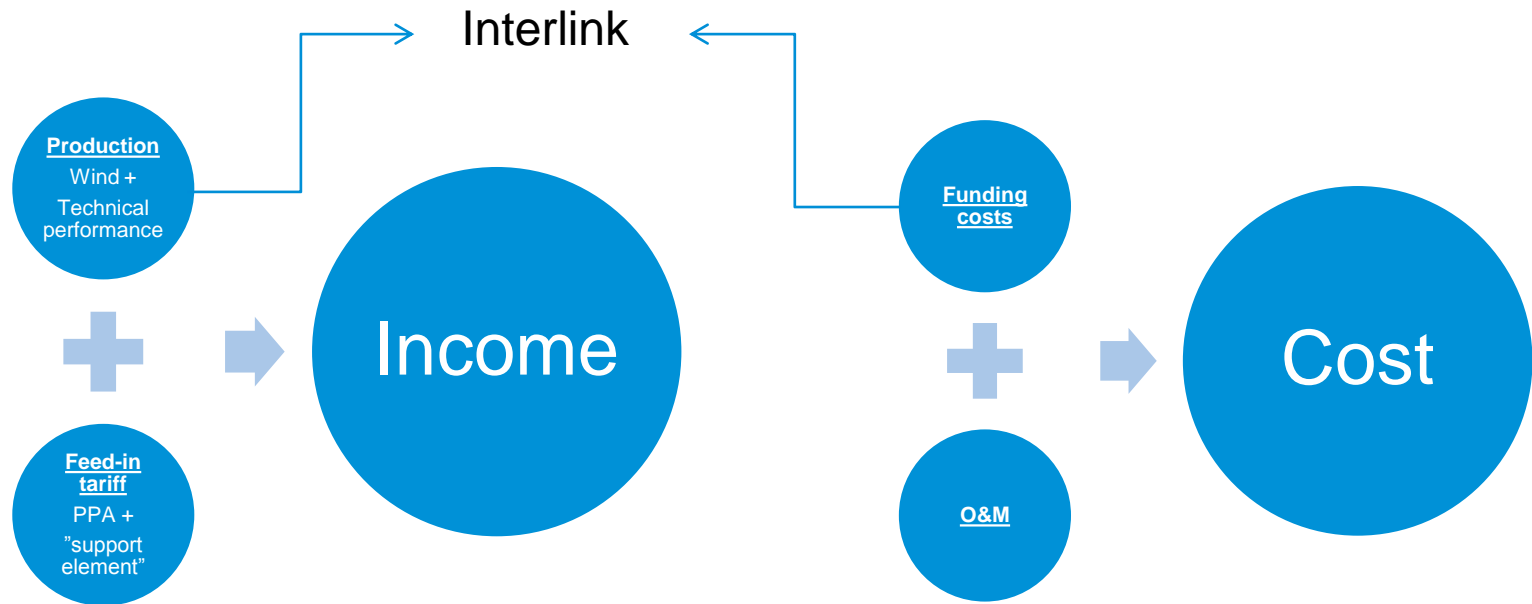 Interlink
Production
Wind +
Technical
performance
Feed-in
tariff
PPA +
”support
element”
Income
Funding
costs
O&M
Cost